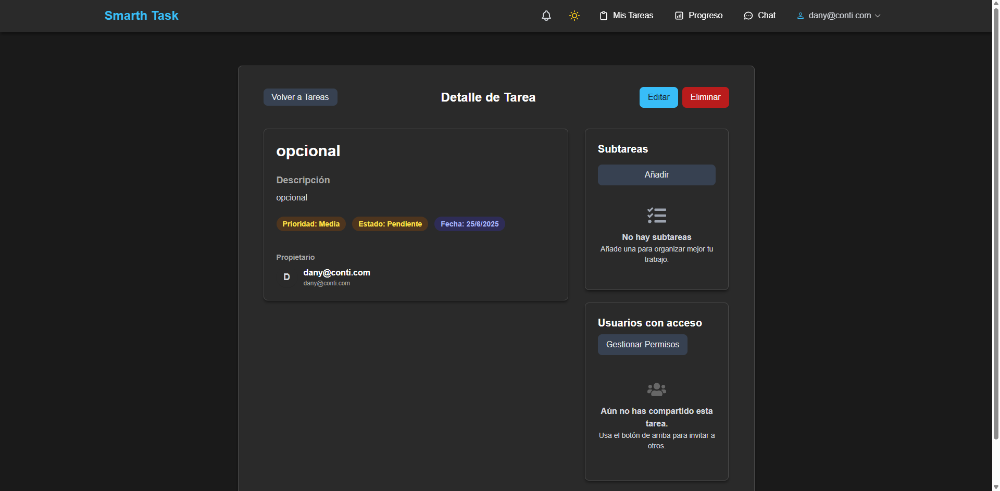 Smarth Task
Mis Tareas
Progreso
Chat
dany@conti.com
Volver a Tareas
Detalle de Tarea
Editar
Eliminar
opcional
Descripción
opcional
Prioridad: Media
Estado: Pendiente
Fecha: 25/6/2025
Propietario
D
dany@conti.com
dany@conti.com
Subtareas
Añadir
No hay subtareas
Añade una para organizar mejor tu
trabajo.
Usuarios con acceso
Gestionar Permisos
Aún no has compartido esta
tarea.
Usa el botón de arriba para invitar a
otros.